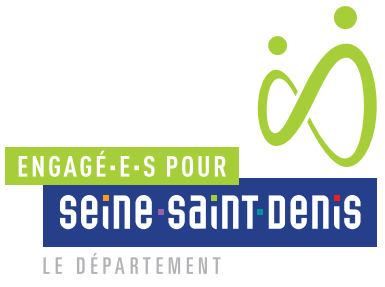 ENGAGÉ·E·S POUR
seine·saint·Denis
LE DÉPARTEMENT